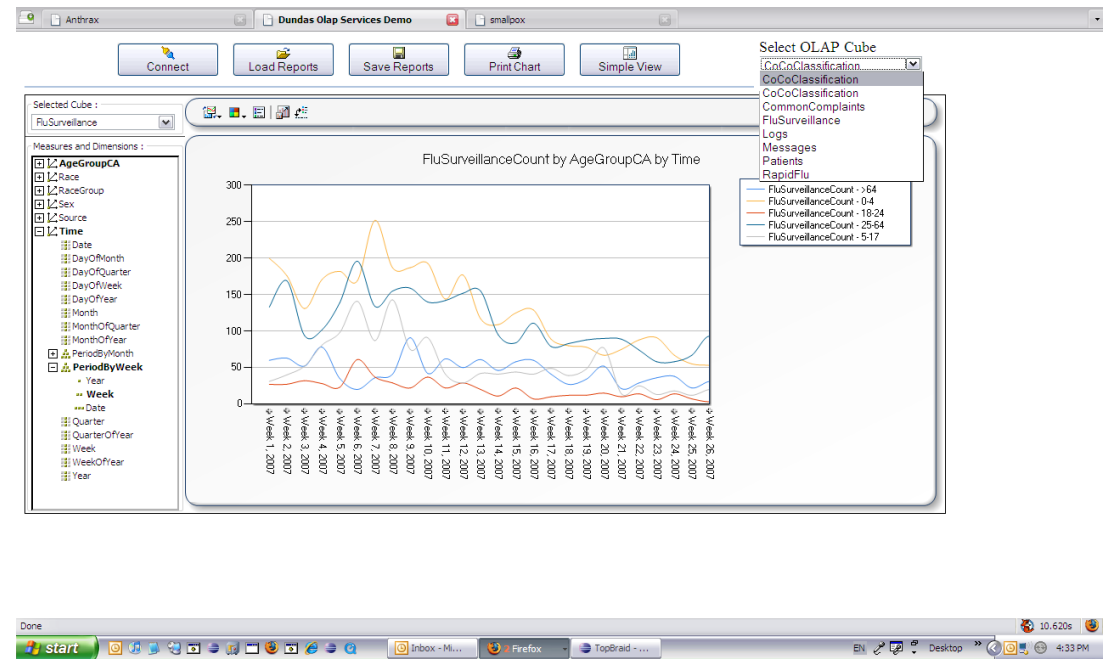 Anthrax
Dundas Olap Services Demo
smallpox
Connect
Load Reports
Save Reports
Print Chart
Simple View
Select OLAP Cube
CoCoClassification
CoCoClassification
CoCoClassification
CommonComplaints
FluSurveillance
Logs
Messages
Patients
RapidFlu
Selected Cube :
FluSurveillance
Measures and Dimensions :
AgeGroupCA
Race
RaceGroup
Sex
Source
Time
Date
DayOfMonth
DayOfQuarter
DayOfWeek
DayOfYear
Month
MonthOfQuarter
MonthOfYear
PeriodByMonth
PeriodByWeek
Year
Week
Date
Quarter
QuarterOfYear
Week
WeekOfYear
Year
FluSurveillanceCount by AgeGroupCA by Time
300
250
200
150
100
50
0
Week 1, 2007
Week 2, 2007
Week 3, 2007
Week 4, 2007
Week 5, 2007
Week 6, 2007
Week 7, 2007
Week 8, 2007
Week 9, 2007
Week 10, 2007
Week 11, 2007
Week 12, 2007
Week 13, 2007
Week 14, 2007
Week 15, 2007
Week 16, 2007
Week 17, 2007
Week 18, 2007
Week 19, 2007
Week 20, 2007
Week 21, 2007
Week 22, 2007
Week 23, 2007
Week 24, 2007
Week 25, 2007
Week 26, 2007
FluSurveillanceCount - >64
FluSurveillanceCount - 0-4
FluSurveillanceCount - 18-24
FluSurveillanceCount - 25-64
FluSurveillanceCount - 5-17
Done
10.620s
start
Inbox - Mi...
7 Firefox
TopBraid - ...
EN
Desktop
4:33 PM